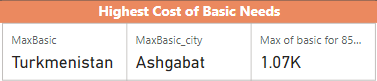 Highest Cost of Basic Needs
MaxBasic MaxBasic_city Max of basic for 85...
Turkmenistan Ashgabat 1.07K